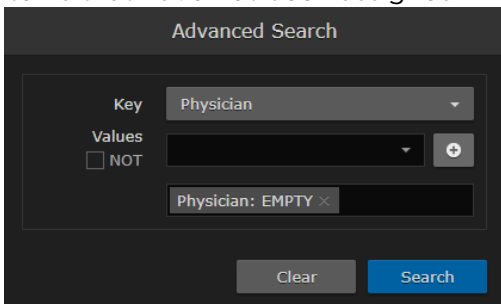 Advanced Search
Key Physician
Values
NOT
Physician: EMPTY ×
Clear Search